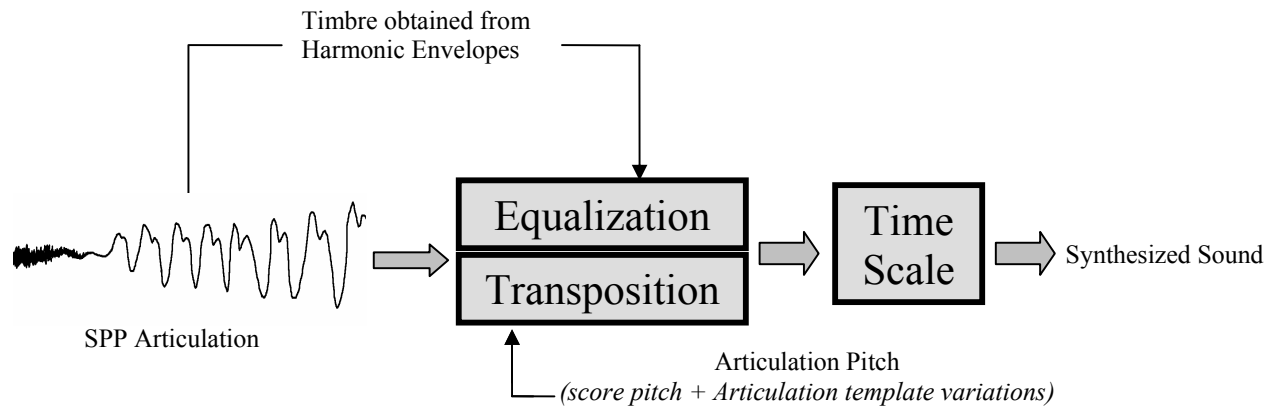 Timbre obtained from
Harmonic Envelopes
Equalization
Transposition
Time
Scale
Synthesized Sound
SPP Articulation
Articulation Pitch
(score pitch + Articulation template variations)